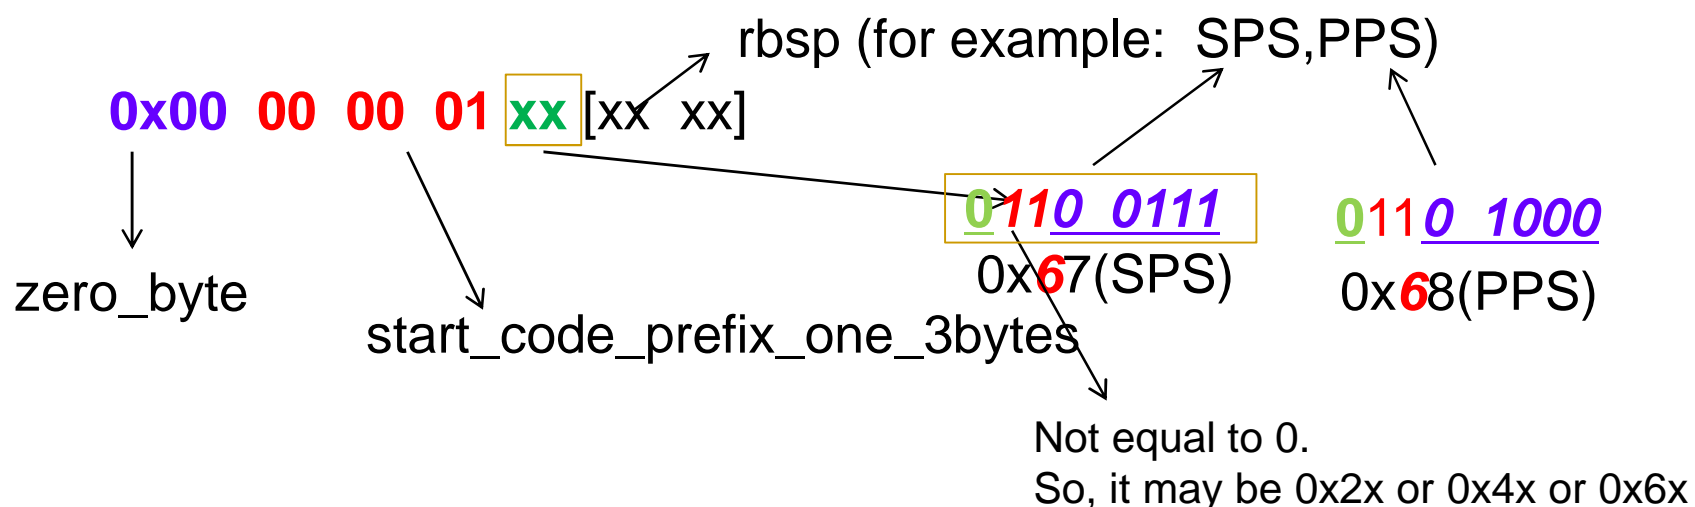 rbsp (for example: SPS,PPS)
0x00 00 00 01 xx [xx xx]
0110 0111
0110 1000
0x67(SPS)
0x68(PPS)
zero_byte
start_code_prefix_one_3bytes
Not equal to 0.
So, it may be 0x2x or 0x4x or 0x6x